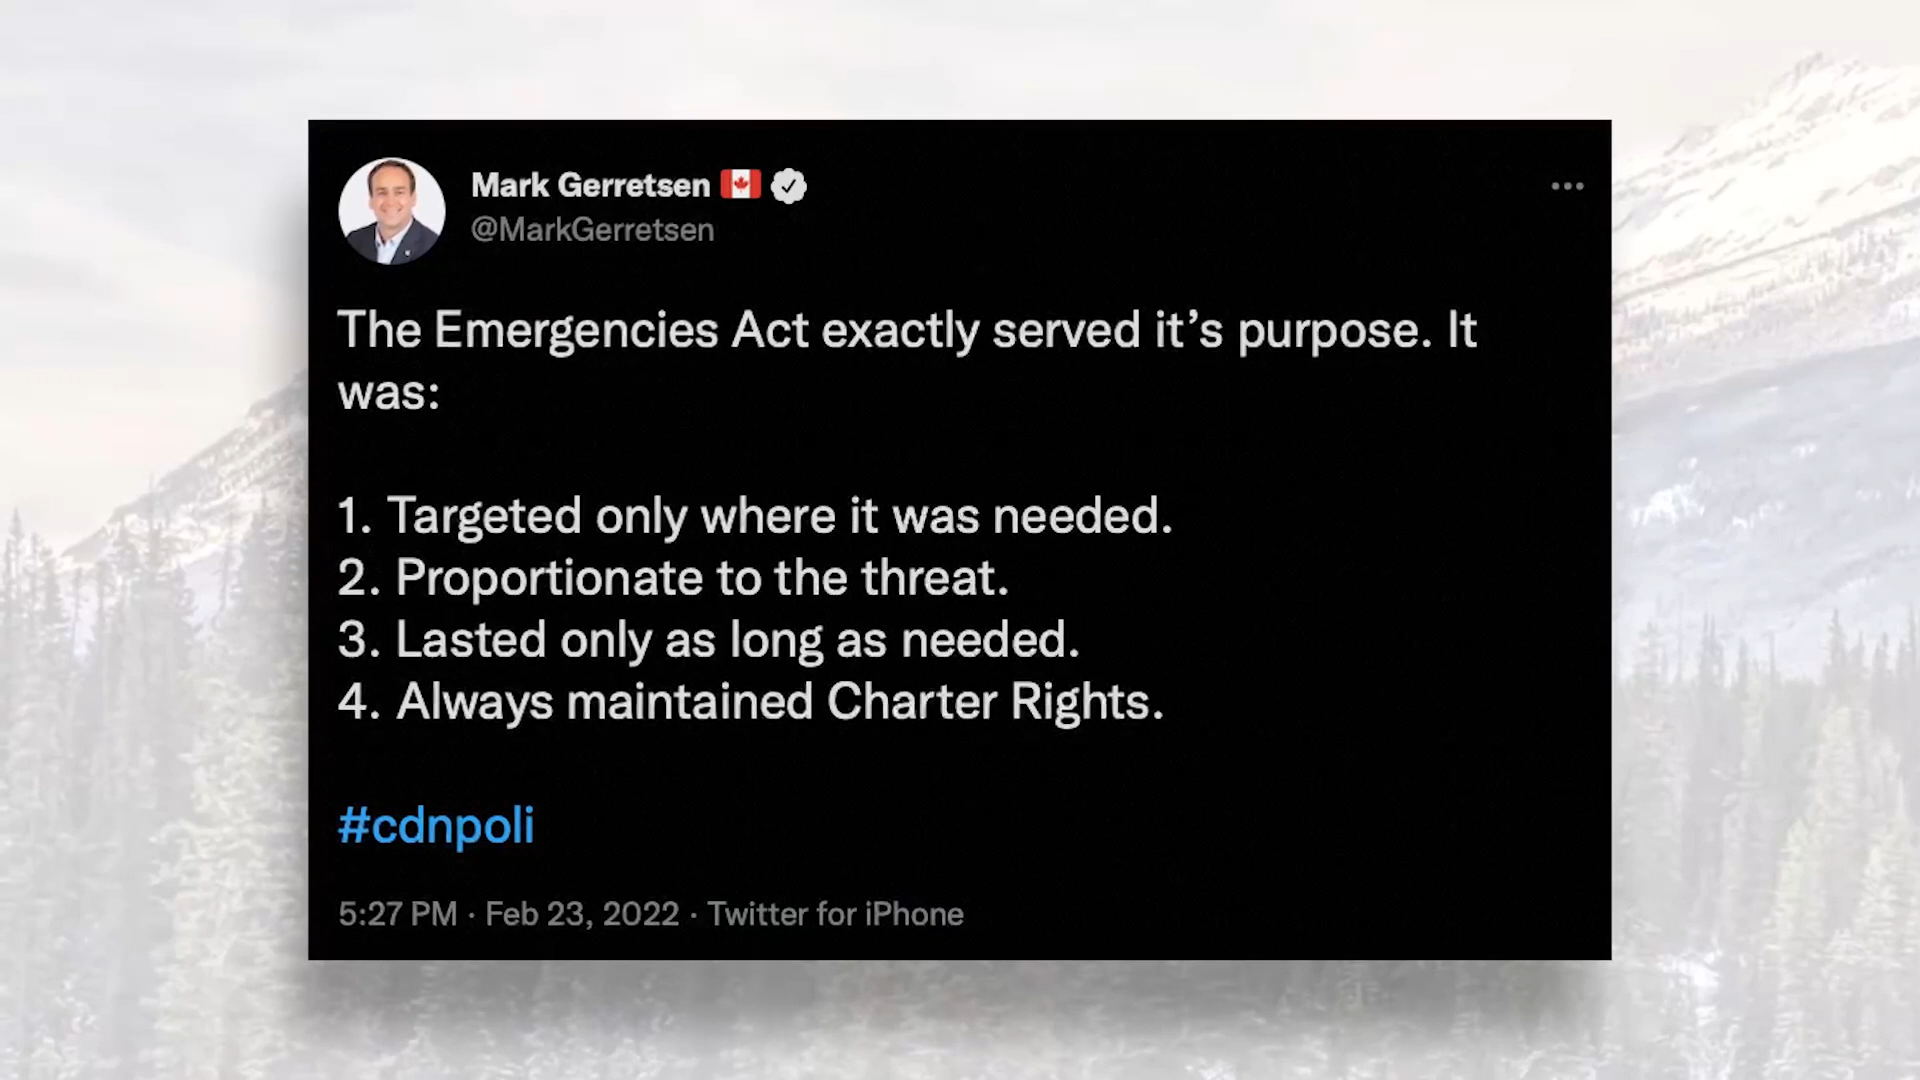 Mark Gerretsen 🇨🇦
@MarkGerretsen
The Emergencies Act exactly served it’s purpose. It
was:
1. Targeted only where it was needed.
2. Proportionate to the threat.
3. Lasted only as long as needed.
4. Always maintained Charter Rights.
#cdnpoli
5:27 PM · Feb 23, 2022 · Twitter for iPhone